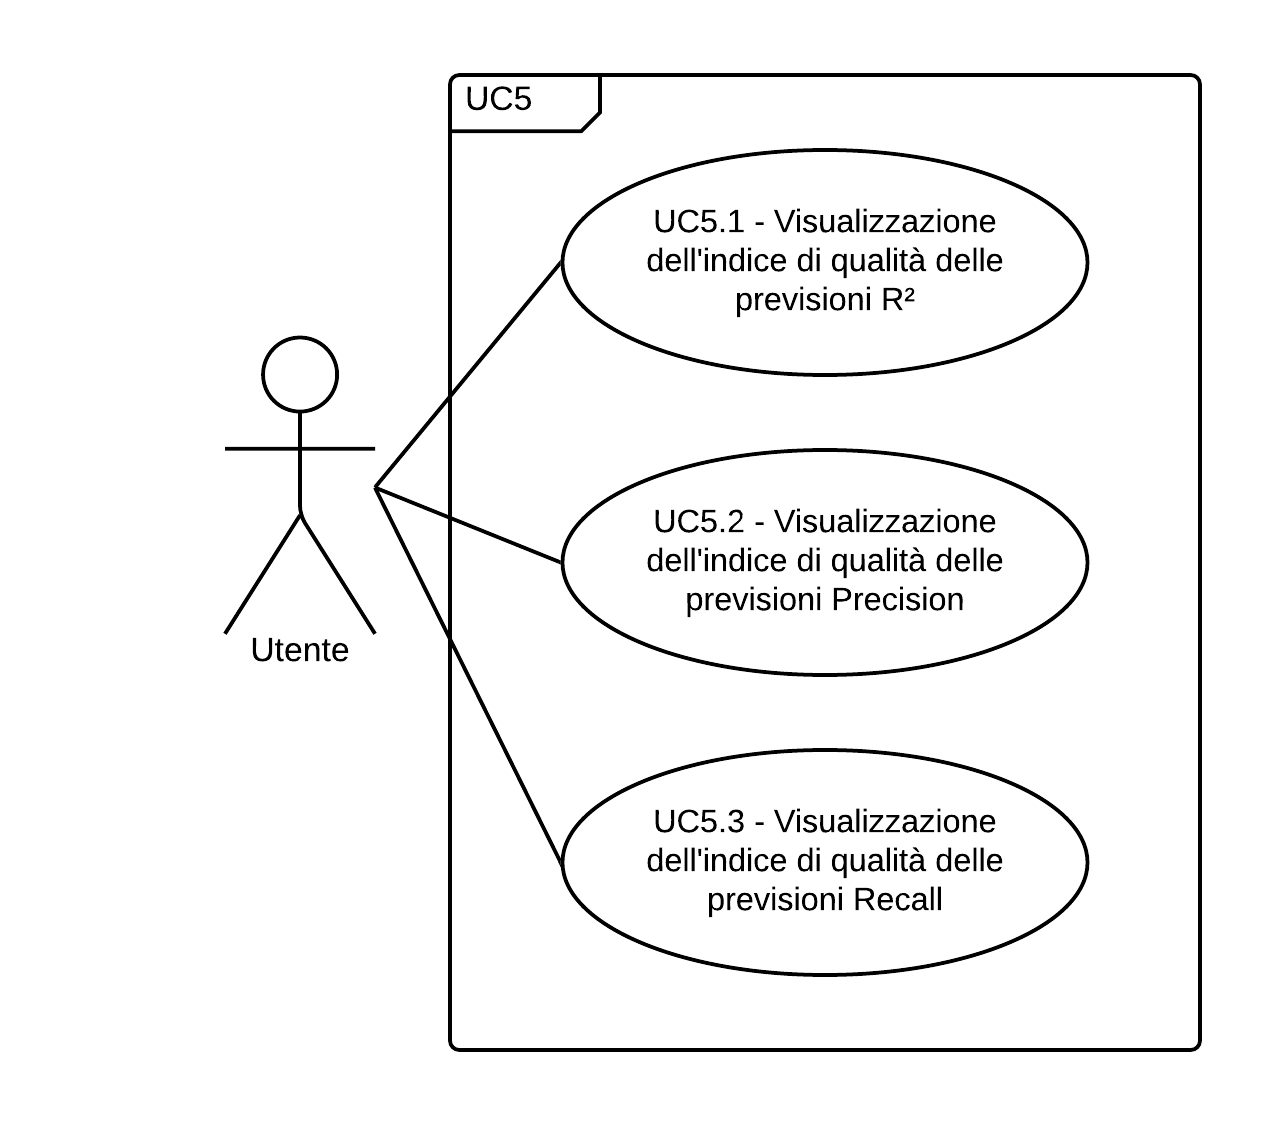 UC5
UC5.1 - Visualizzazione
dell'indice di qualità delle
previsioni R²
UC5.2 - Visualizzazione
dell'indice di qualità delle
previsioni Precision
Utente
UC5.3 - Visualizzazione
dell'indice di qualità delle
previsioni Recall